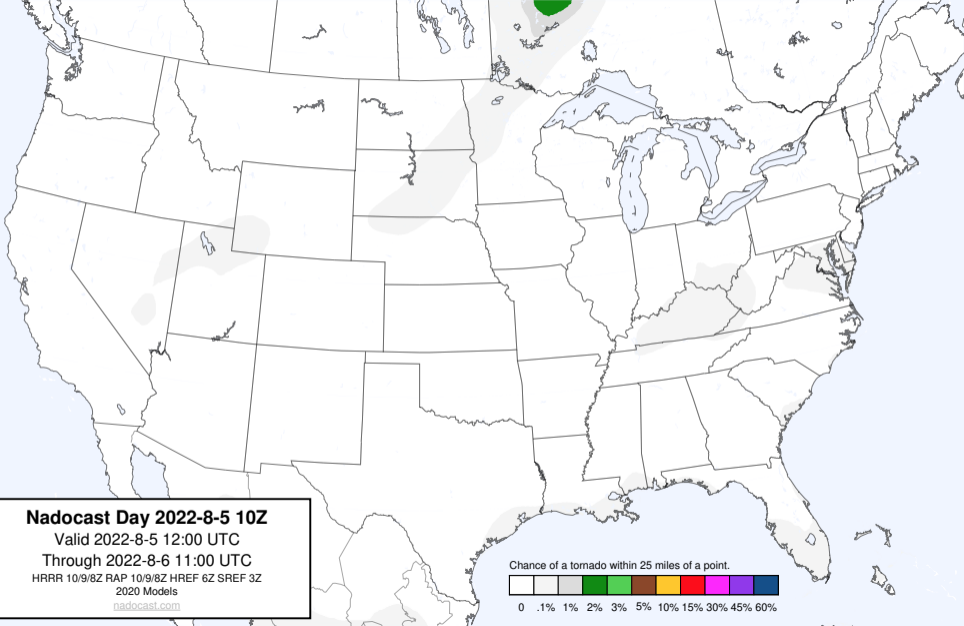 Nadocast Day 2022-8-5 10Z
Valid 2022-8-5 12:00 UTC
Through 2022-8-6 11:00 UTC
HRRR 10/9/8Z RAP 10/9/8Z HREF 6Z SREF 3Z
2020 Models
nadocast.com
Chance of a tornado within 25 miles of a point.
0 .1% 1% 2% 3% 5% 10% 15% 30% 45% 60%